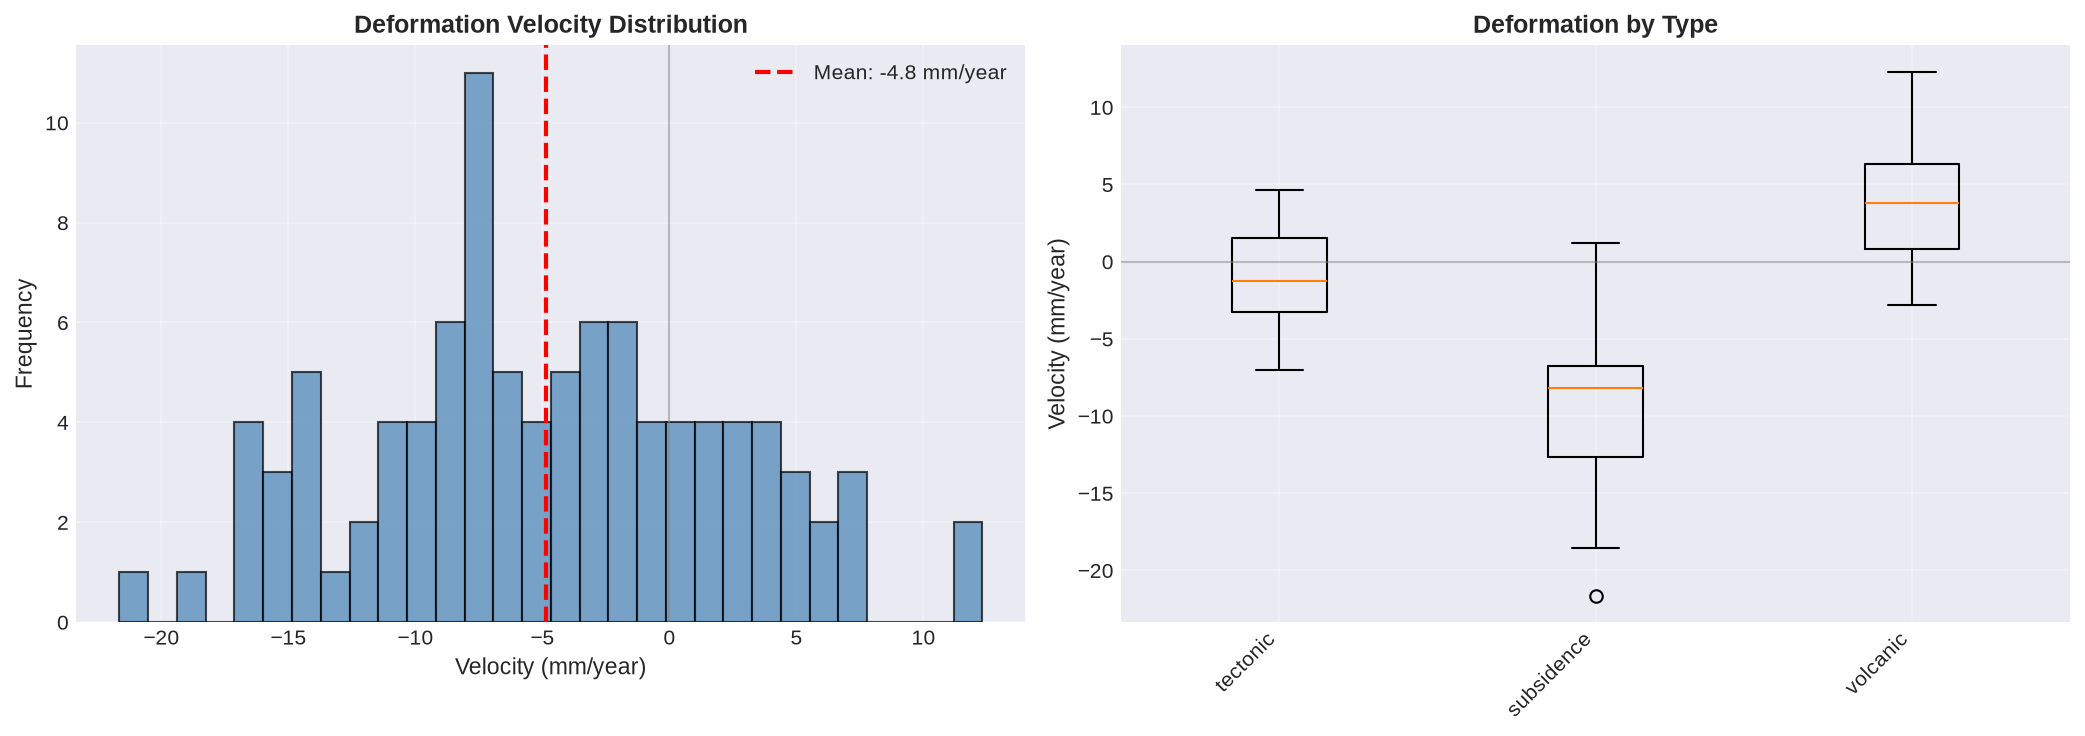 Deformation Velocity Distribution
Mean: -4.8 mm/year
Frequency
10
8
6
4
2
0
−20 −15 −10 −5 0 5 10
Velocity (mm/year)
Deformation by Type
Velocity (mm/year)
10
5
0
−5
−10
−15
−20
tectonic
subsidence
volcanic